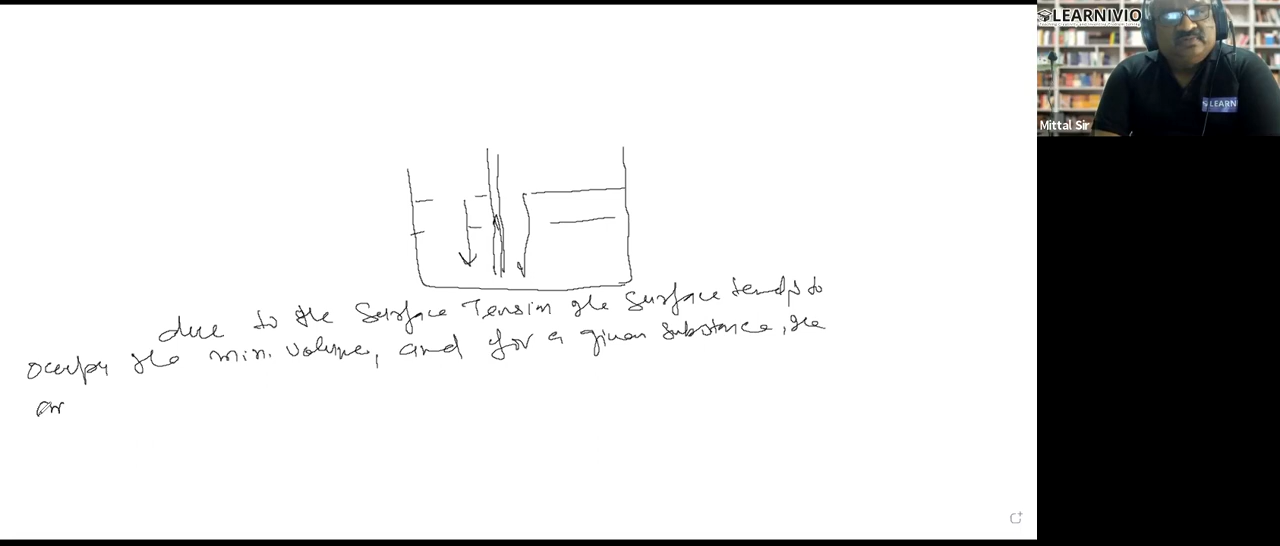 LEARNIVIO
LEARN
Mittal Sir
due to the Surface Tension the surface tends to
occupy the min. volume, and for a given substance, the
ar